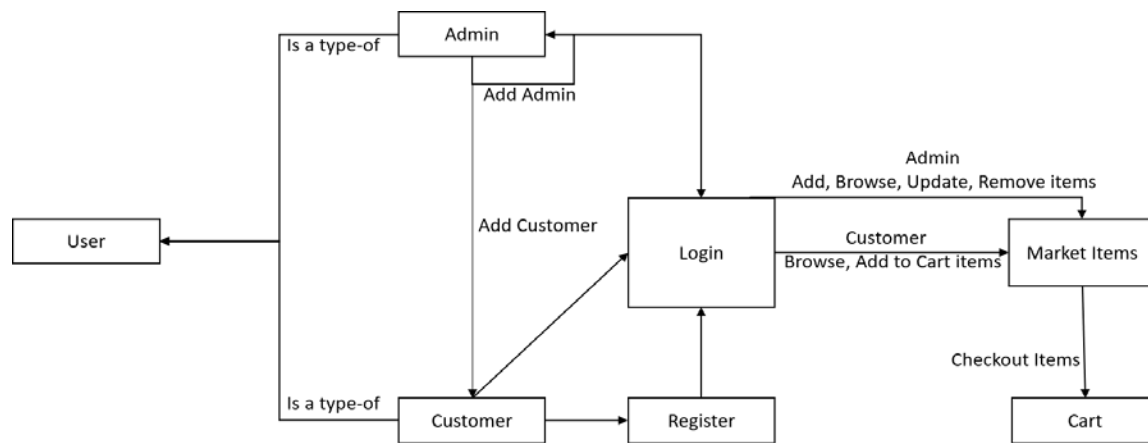 Admin
Is a type-of
Add Admin
Admin
Add, Browse, Update, Remove items
Add Customer
User
Login
Customer
Browse, Add to Cart items
Market Items
Checkout Items
Is a type-of
Customer
Register
Cart